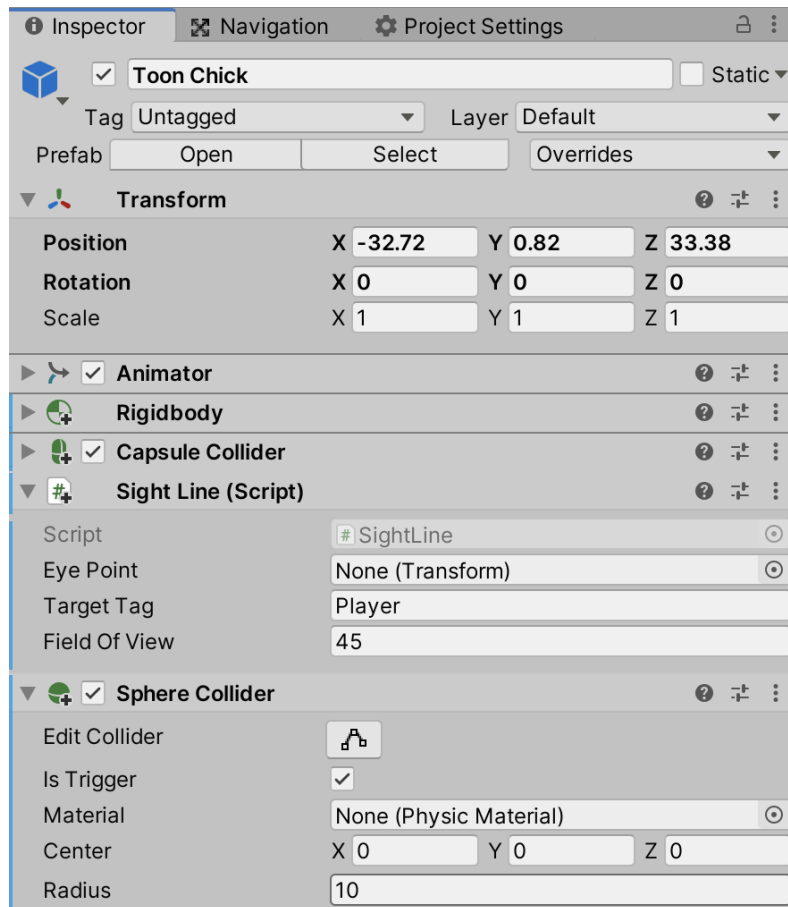 Inspector Navigation Project Settings
Toon Chick Static
Tag Untagged Layer Default
Prefab Open Select Overrides
Transform
Position X -32.72 Y 0.82 Z 33.38
Rotation X 0 Y 0 Z 0
Scale X 1 Y 1 Z 1
Animator
Rigidbody
Capsule Collider
Sight Line (Script)
Script # SightLine
Eye Point None (Transform)
Target Tag Player
Field Of View 45
Sphere Collider
Edit Collider
Is Trigger
Material None (Physic Material)
Center X 0 Y 0 Z 0
Radius 10